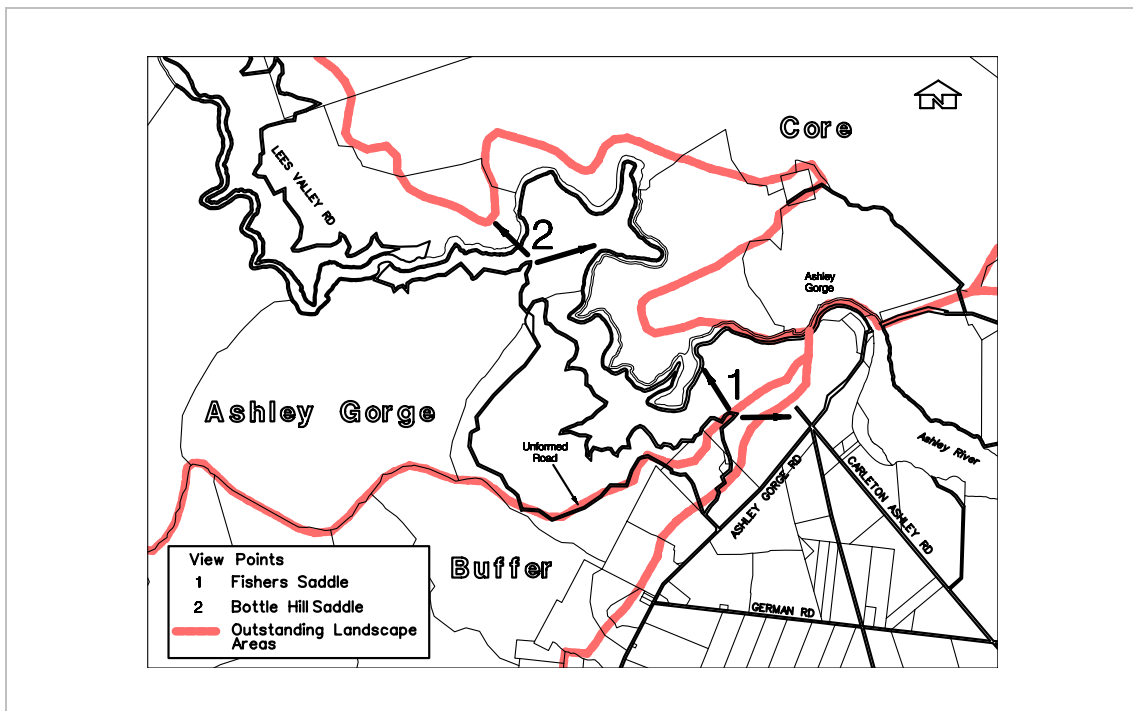 N
Core
LEES VALLEY RD
2
Ashley
Gorge
1
Ashley Gorge
Unformed
Road
Ashley River
ASHLEY GORGE RD
CARLETON ASHLEY RD
Buffer
GERMAN RD
View Points
1 Fishers Saddle
2 Bottle Hill Saddle
Outstanding Landscape
Areas